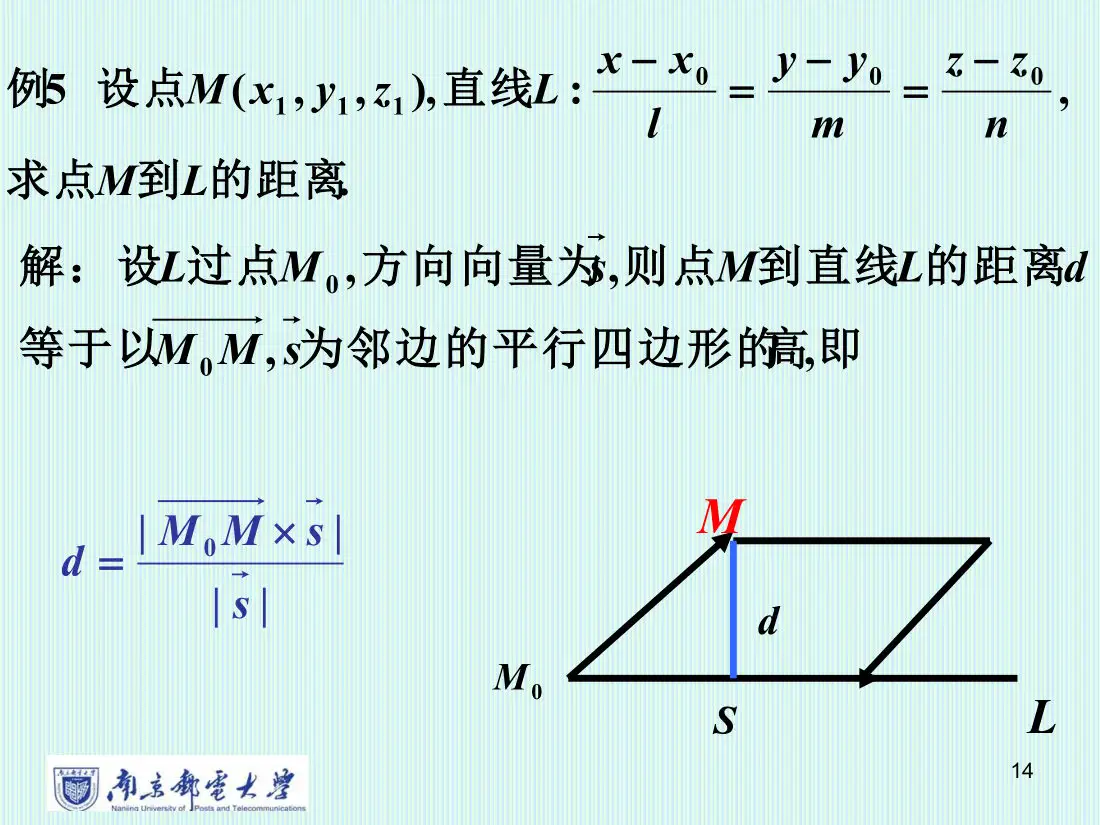 例5 设点M(x₁, y₁, z₁),直线L : (x − x₀)/l = (y − y₀)/m = (z − z₀)/n ,
求点M到L的距离.
解：设L过点M₀,方向向量为s⃗,则点M到直线L的距离d
等于以M₀M⃗,s⃗为邻边的平行四边形的高,即
d = | M₀M⃗ × s⃗ | / | s⃗ |
M
d
M₀
S
L
南京邮电大学
Nanjing University of Posts and Telecommunications
14